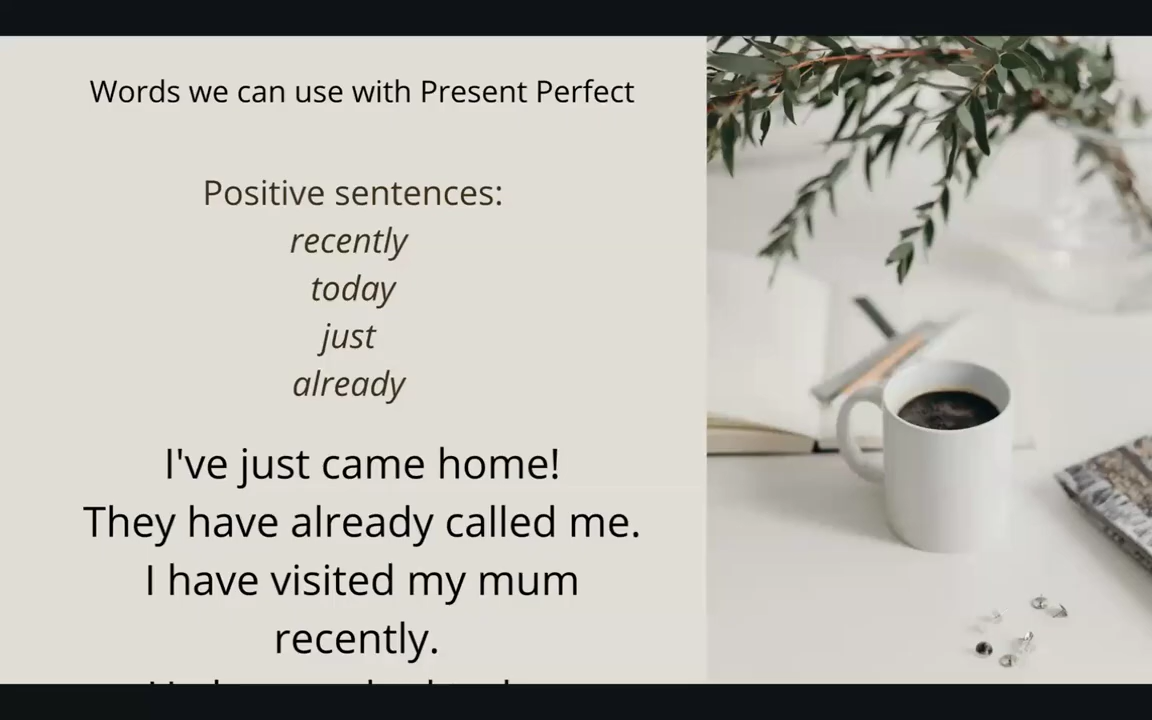 Words we can use with Present Perfect
Positive sentences:
recently
today
just
already
I've just came home!
They have already called me.
I have visited my mum
recently.